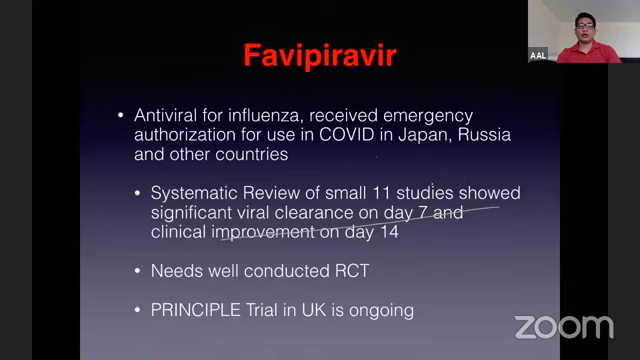 Favipiravir
AAL
• Antiviral for influenza, received emergency
authorization for use in COVID in Japan, Russia
and other countries
• Systematic Review of small 11 studies showed
significant viral clearance on day 7 and
clinical improvement on day 14
• Needs well conducted RCT
• PRINCIPLE Trial in UK is ongoing
zoom